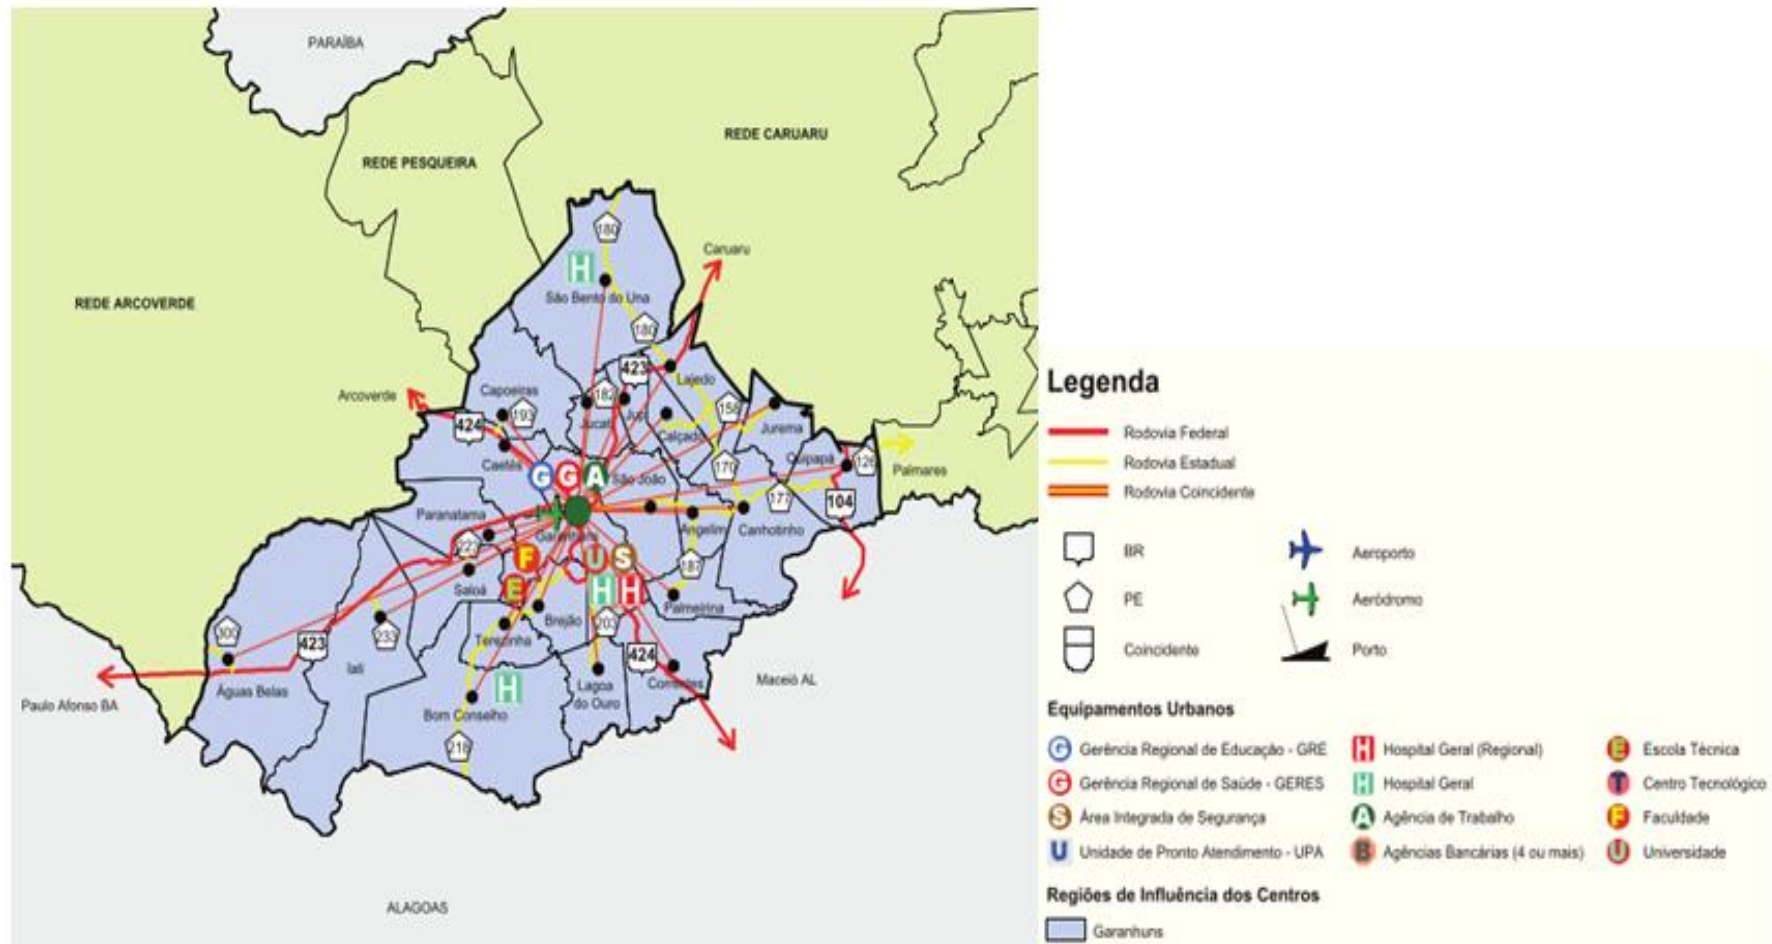 PARAÍBA
REDE CARUARU
REDE PESQUEIRA
180
Caruaru
REDE ARCOVERDE
São Bento do Una
180
423
Lajedo
Capoeiras
Arcoverde
182
158
193
Jucati
Jupi
424
Calçado
Jurema
Caetés
Quipapá
126
Palmares
G
G
A
São João
170
177
104
Paranatama
Garanhuns
Angelim
Canhotinho
F
U
S
187
Saloá
E
H
H
Palmeirina
Brejão
203
300
233
Terezinha
423
Iati
424
H
Lagoa
do Ouro
Correntes
Maceió AL
Águas Belas
Paulo Afonso BA
Bom Conselho
218
ALAGOAS
H
Legenda
Rodovia Federal
Rodovia Estadual
Rodovia Coincidente
BR
Aeroporto
PE
Aeródromo
Coincidente
Porto
Equipamentos Urbanos
G Gerência Regional de Educação - GRE
H Hospital Geral (Regional)
E Escola Técnica
G Gerência Regional de Saúde - GERES
H Hospital Geral
T Centro Tecnológico
S Área Integrada de Segurança
A Agência de Trabalho
F Faculdade
U Unidade de Pronto Atendimento - UPA
B Agências Bancárias (4 ou mais)
U Universidade
Regiões de Influência dos Centros
Garanhuns